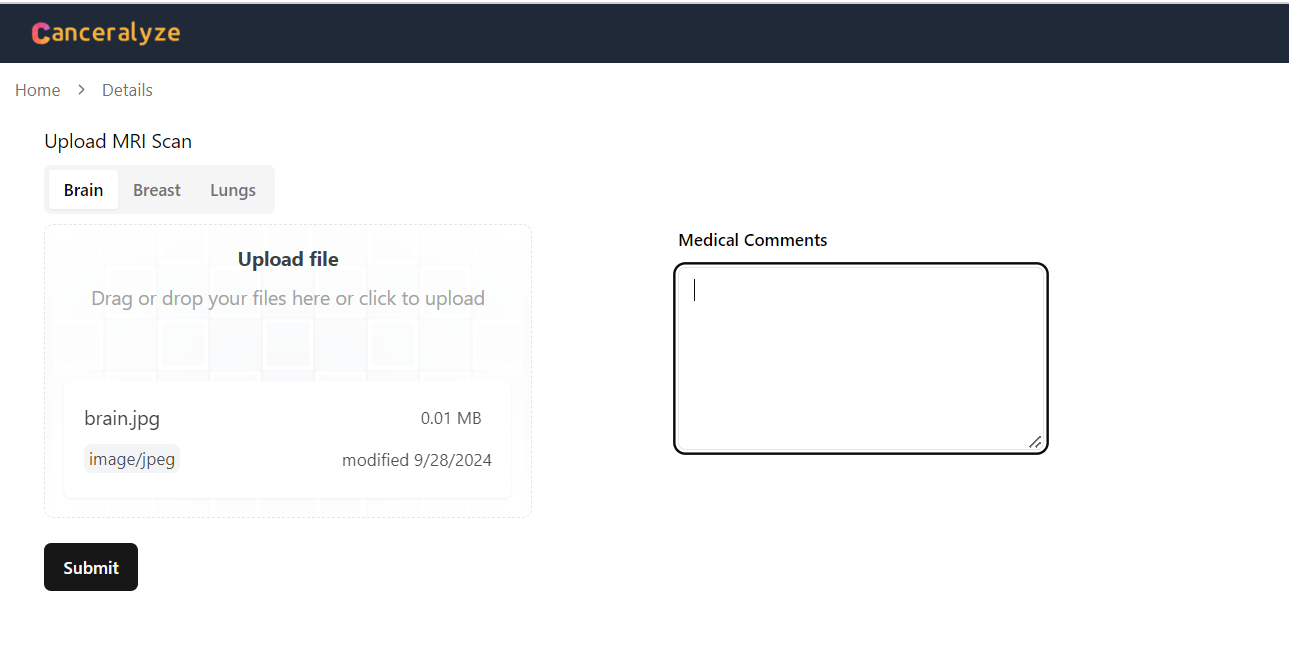 Canceralyze
Home > Details
Upload MRI Scan
Brain Breast Lungs
Upload file
Drag or drop your files here or click to upload
brain.jpg 0.01 MB
image/jpeg modified 9/28/2024
Submit
Medical Comments